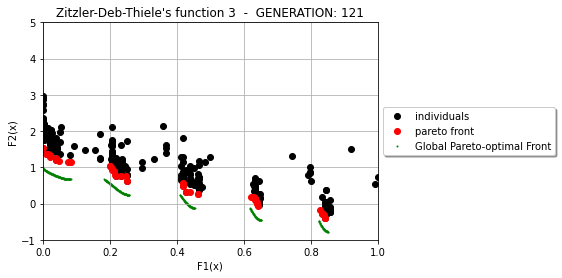 Zitzler-Deb-Thiele's function 3 - GENERATION: 121
5
4
3
2
1
0
−1
F2(x)
0.0 0.2 0.4 0.6 0.8 1.0
F1(x)
individuals
pareto front
Global Pareto-optimal Front